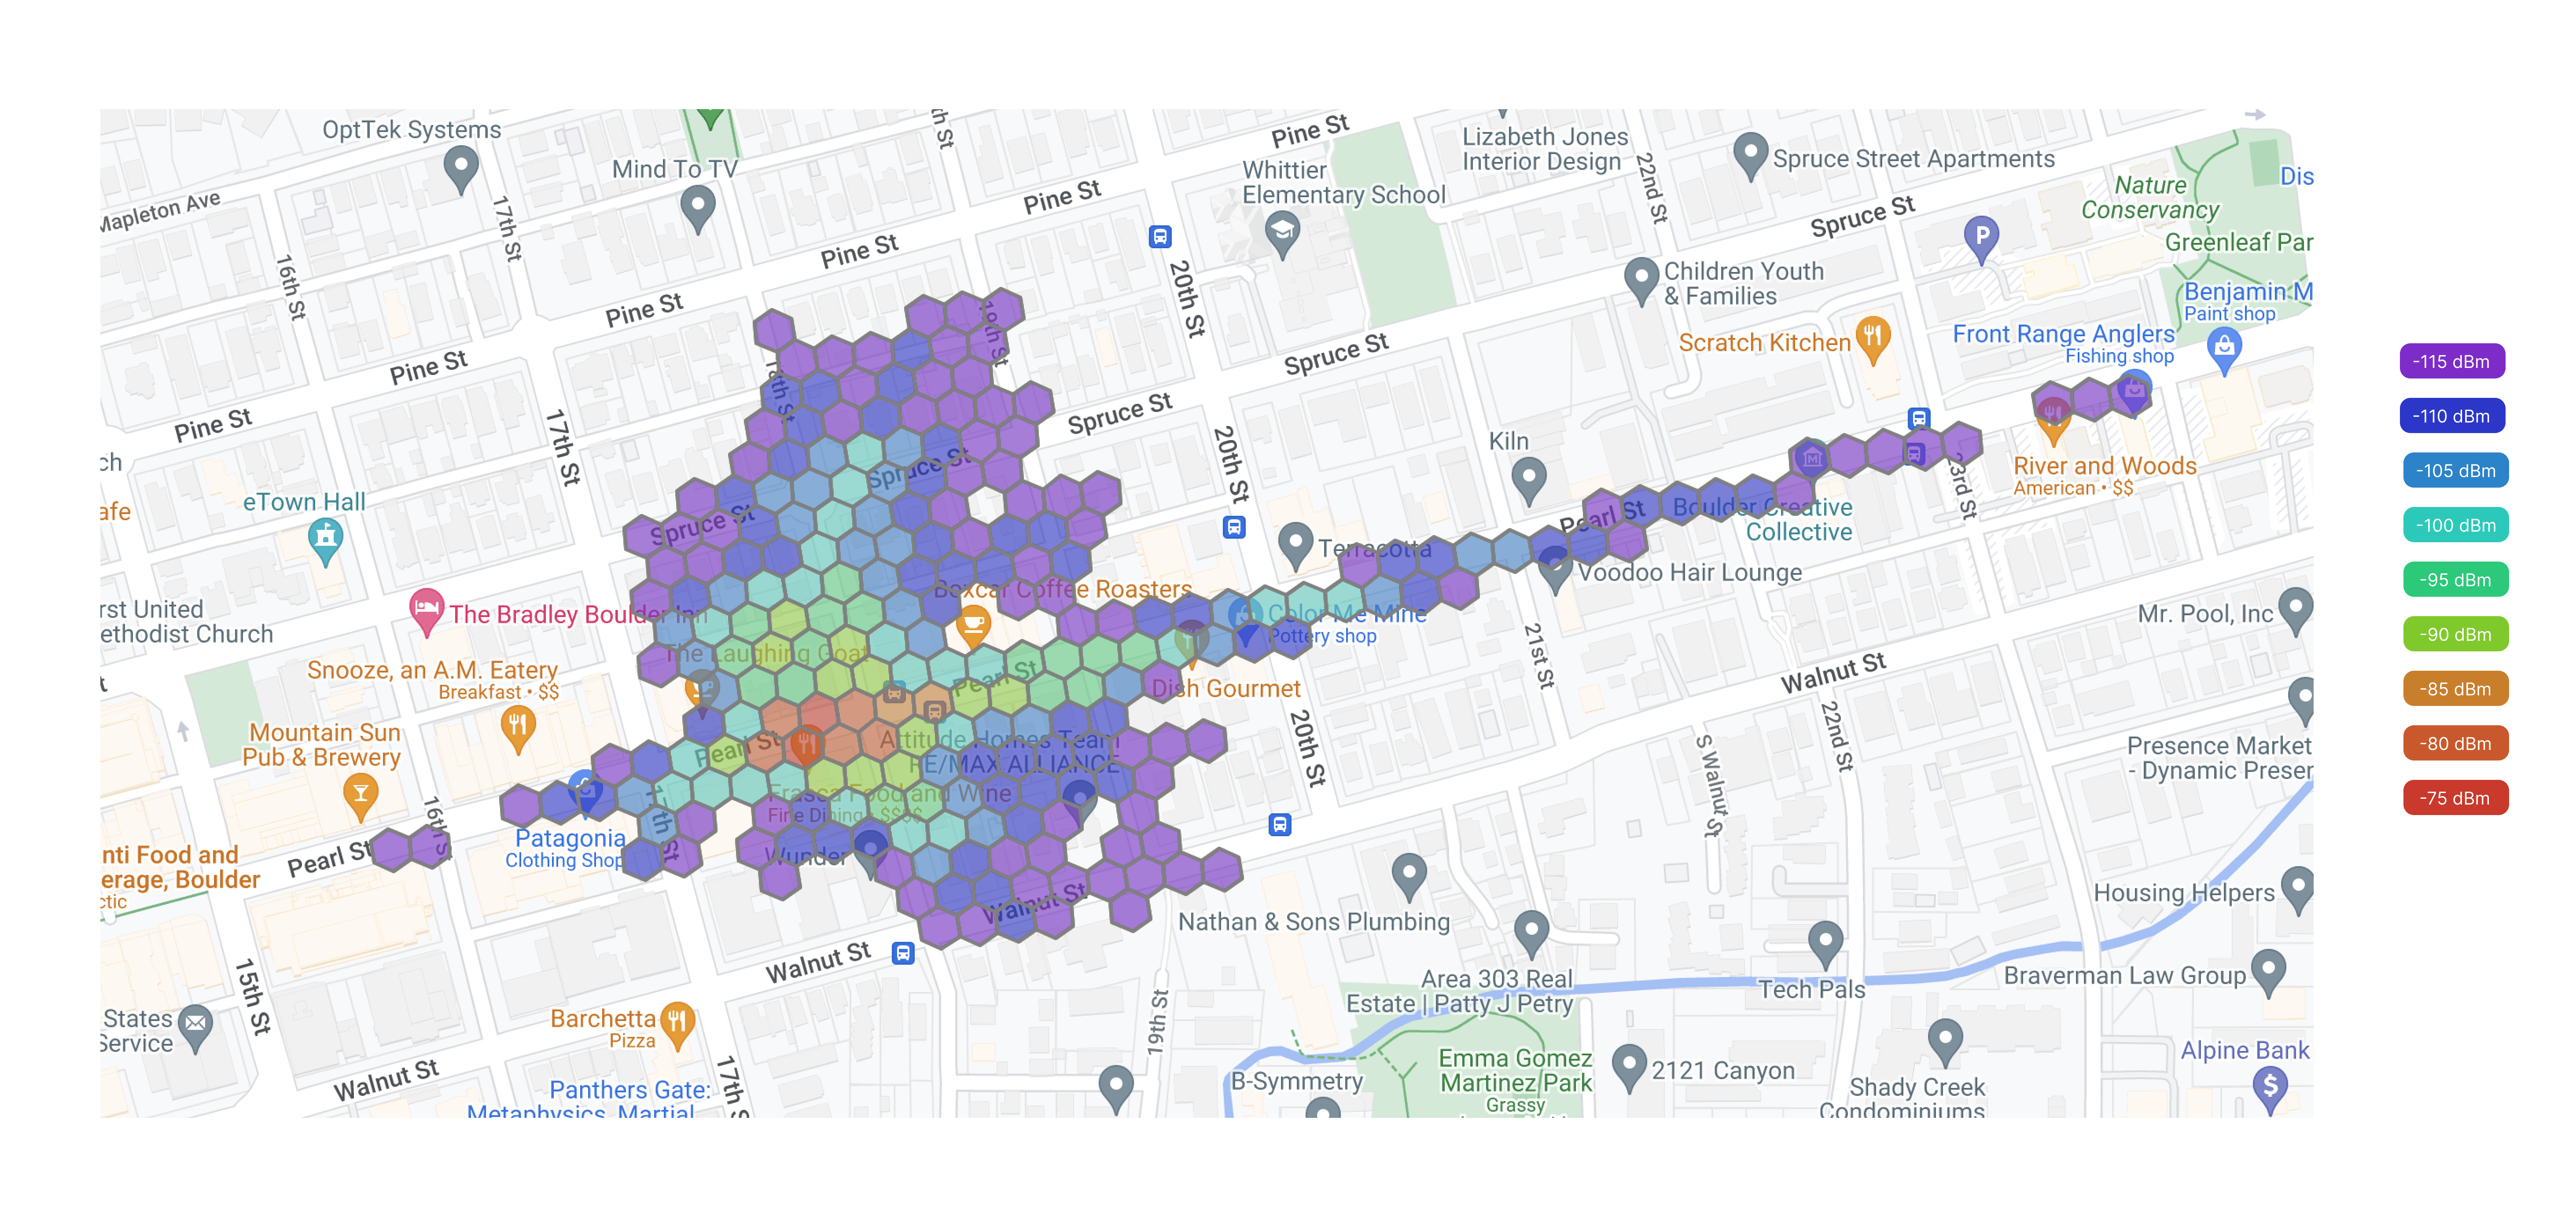 OptTek Systems
Mind To TV
Mapleton Ave
16th St
17th St
th St
Pine St
Pine St
Pine St
Pine St
Pine St
Pine St
Whittier
Elementary School
Lizabeth Jones
Interior Design
22nd St
Spruce Street Apartments
Spruce St
Nature
Conservancy
Dis
Greenleaf Par
P
Children Youth
& Families
Benjamin M
Paint shop
Scratch Kitchen
Front Range Anglers
Fishing shop
20th St
Spruce St
18th St
19th St
Spruce St
17th St
20th St
Kiln
ch
afe
eTown Hall
Spruce St
Spruce St
River and Woods
American • $$
23rd St
Pearl St
Boulder Creative
Collective
Terracotta
Voodoo Hair Lounge
rst United
ethodist Church
The Bradley Boulder Inn
Boxcar Coffee Roasters
Color Me Mine
Pottery shop
Mr. Pool, Inc
21st St
Snooze, an A.M. Eatery
Breakfast • $$
The Laughing Goat
Pearl St
Dish Gourmet
Walnut St
t
Mountain Sun
Pub & Brewery
Pearl St
Attitude Homes Team
RE/MAX ALLIANCE
20th St
S Walnut St
22nd St
Presence Market
- Dynamic Preser
Frasca Food and Wine
Fine Dining • $$$$
16th St
17th St
Patagonia
Clothing Shop
Pearl St
nti Food and
erage, Boulder
ctic
Wunder
Walnut St
Nathan & Sons Plumbing
Housing Helpers
15th St
Walnut St
Area 303 Real
Estate | Patty J Petry
Tech Pals
Braverman Law Group
States
Service
Barchetta
Pizza
19th St
Walnut St
17th S
Panthers Gate:
Metaphysics, Martial
B-Symmetry
Emma Gomez
Martinez Park
Grassy
2121 Canyon
Shady Creek
Condominiums
Alpine Bank
$
-115 dBm
-110 dBm
-105 dBm
-100 dBm
-95 dBm
-90 dBm
-85 dBm
-80 dBm
-75 dBm